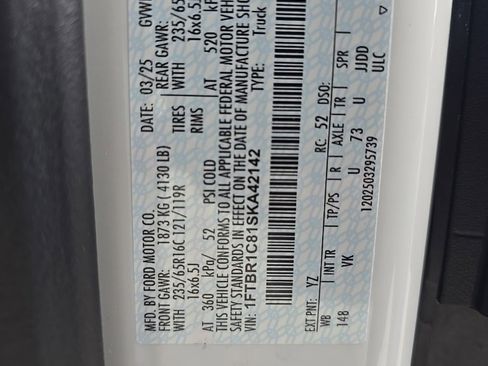 MFD. BY FORD MOTOR CO. DATE: 03/25 GVW
FRONT GAWR: 1873 KG ( 4130 LB) REAR GAWR:
WITH 235/65R16C 121/119R TIRES WITH 235/65
16x6.5J RIMS 16x6.5J
AT 360 kPa/ 52 PSI COLD AT 520
THIS VEHICLE CONFORMS TO ALL APPLICABLE FEDERAL MOTOR VEH
SAFETY STANDARDS IN EFFECT ON THE DATE OF MANUFACTURE SHO
VIN: 1FTBR1C81SKA42142 TYPE: Truck
EXT PNT: YZ RC: 52 DSO:
WB INT TR TP/PS R AXLE TR SPR
148 VK U 73 U JJDD
1202503295739 ULC